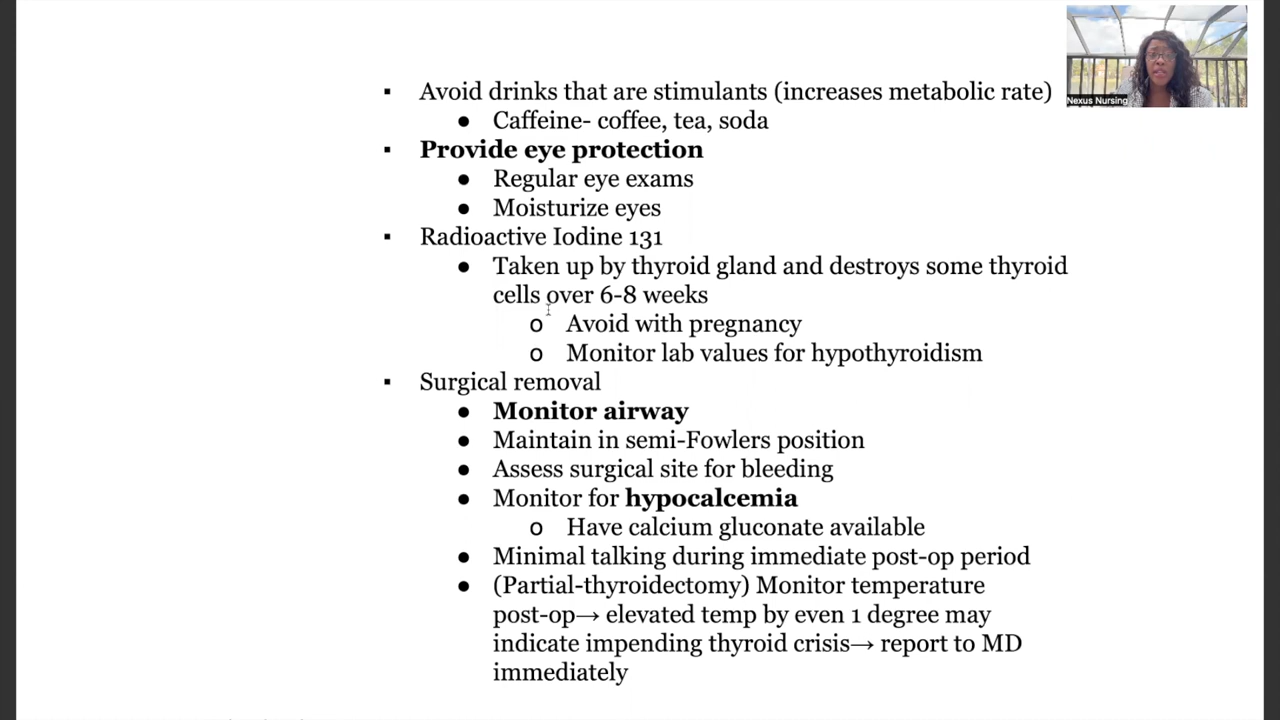 ▪ Avoid drinks that are stimulants (increases metabolic rate)
● Caffeine- coffee, tea, soda
▪ Provide eye protection
● Regular eye exams
● Moisturize eyes
▪ Radioactive Iodine 131
● Taken up by thyroid gland and destroys some thyroid
cells over 6-8 weeks
o Avoid with pregnancy
o Monitor lab values for hypothyroidism
▪ Surgical removal
● Monitor airway
● Maintain in semi-Fowlers position
● Assess surgical site for bleeding
● Monitor for hypocalcemia
o Have calcium gluconate available
● Minimal talking during immediate post-op period
● (Partial-thyroidectomy) Monitor temperature
post-op→ elevated temp by even 1 degree may
indicate impending thyroid crisis→ report to MD
immediately
Nexus Nursing